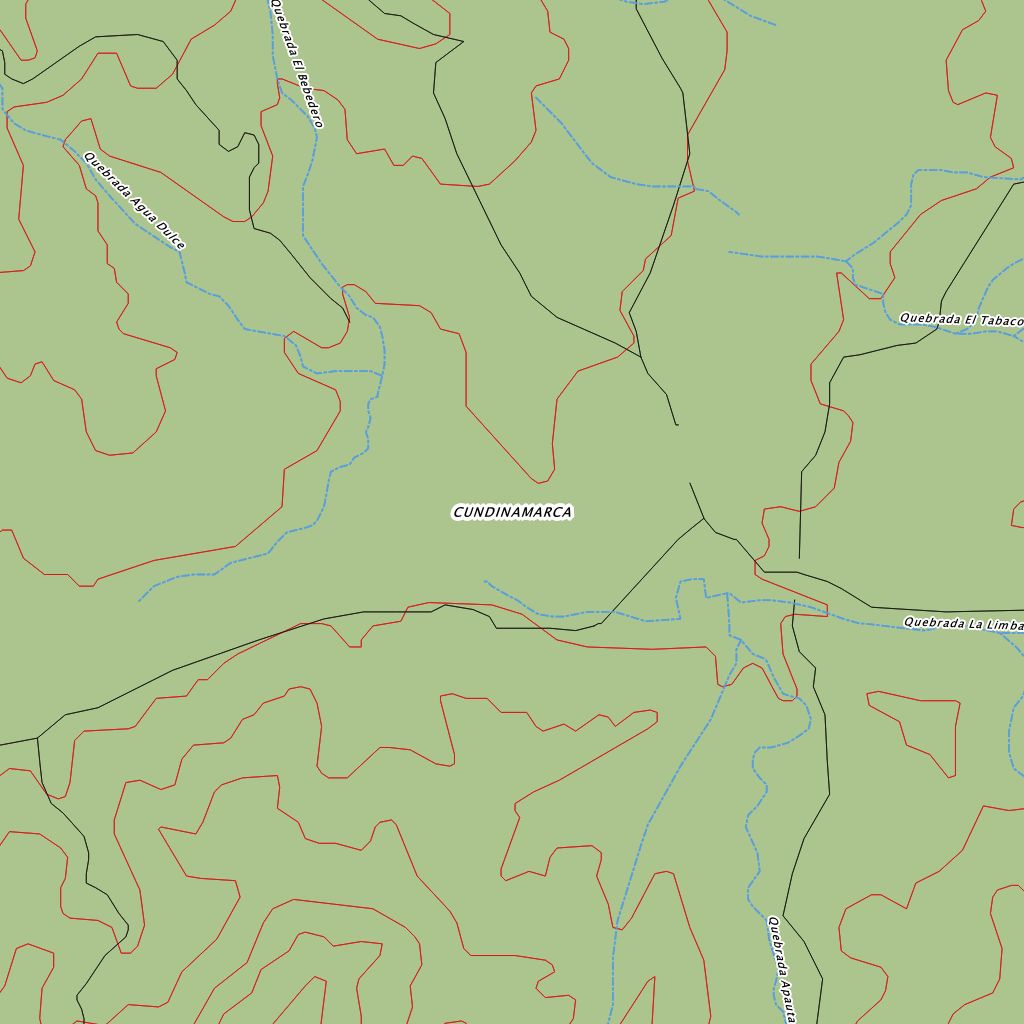 Quebrada El Bebedero
Quebrada Agua Dulce
Quebrada El Tabaco
CUNDINAMARCA
Quebrada La Limba
Quebrada Apauta